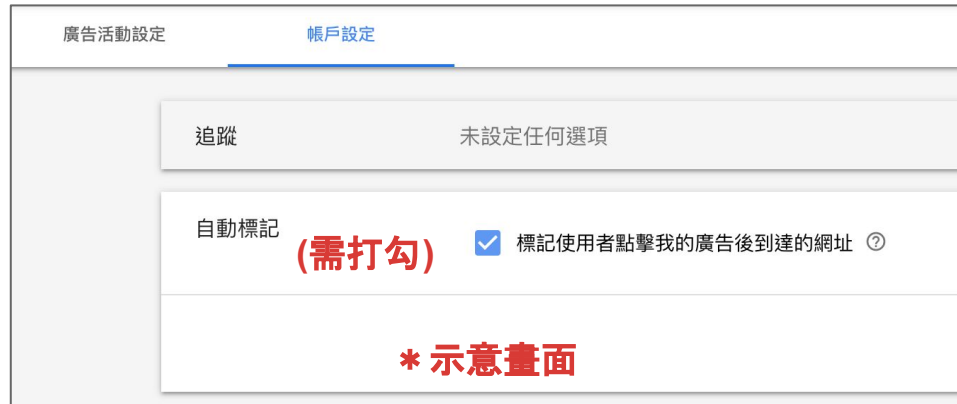 廣告活動設定 帳戶設定
追蹤 未設定任何選項
自動標記 (需打勾) 標記使用者點擊我的廣告後到達的網址 ?
* 示意畫面